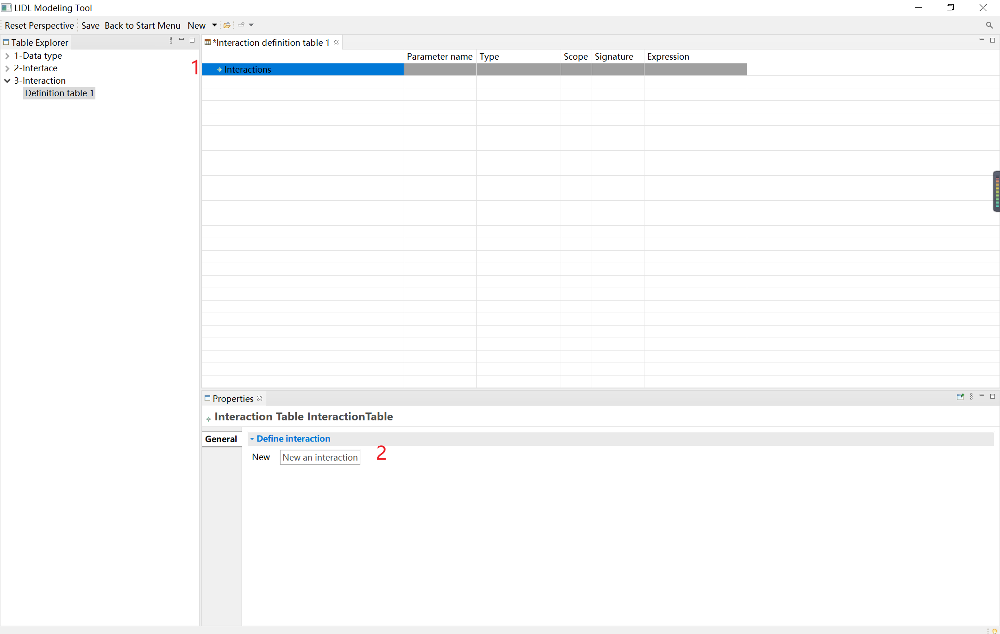 LIDL Modeling Tool
Reset Perspective Save Back to Start Menu New
Table Explorer
1-Data type
2-Interface
3-Interaction
Definition table 1
1
*Interaction definition table 1
Parameter name Type Scope Signature Expression
Interactions
Properties
Interaction Table InteractionTable
General
Define interaction
New New an interaction
2